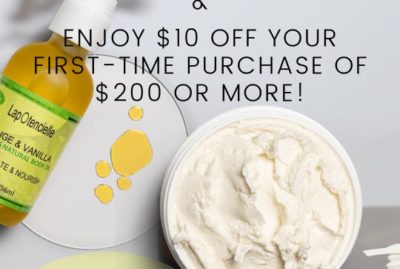 &
ENJOY $10 OFF YOUR
FIRST-TIME PURCHASE OF
$200 OR MORE!
LapOtencielle
& VANILLA
NATURAL BODY
& NOURISH